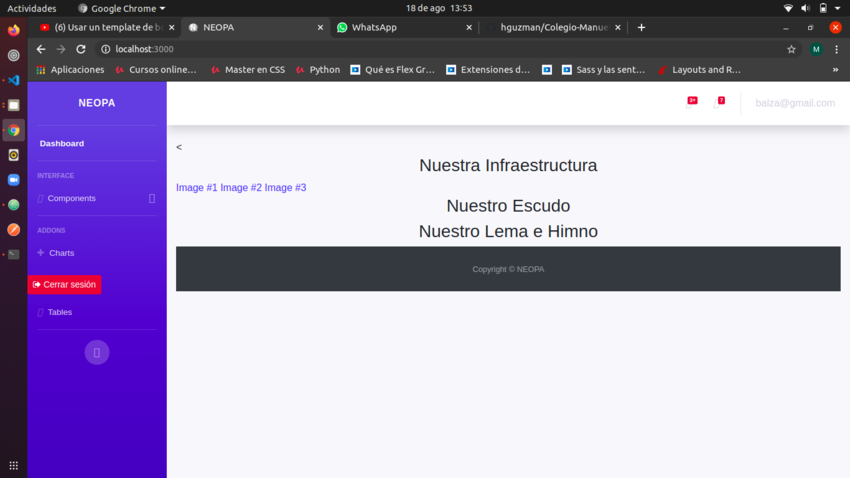 Actividades Google Chrome 18 de ago 13:53
(6) Usar un template de b NEOPA WhatsApp hguzman/Colegio-Manue
localhost:3000 M
Aplicaciones Cursos online... Master en CSS Python Qué es Flex Gr... Extensiones d... Sass y las sent... Layouts and R... »
NEOPA
Dashboard
INTERFACE
Components
ADDONS
Charts
Cerrar sesión
Tables
3+ 7 balza@gmail.com
<
Nuestra Infraestructura
Image #1 Image #2 Image #3
Nuestro Escudo
Nuestro Lema e Himno
Copyright © NEOPA